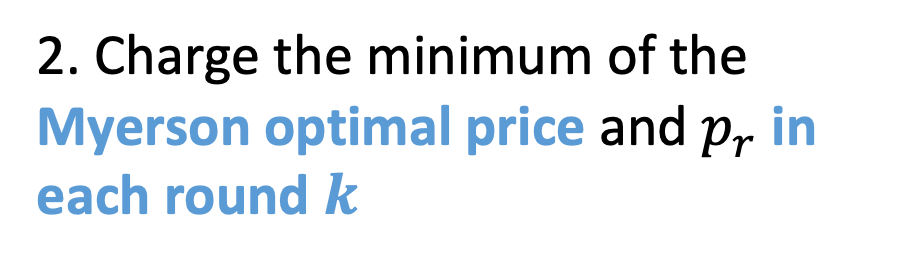 2. Charge the minimum of the
Myerson optimal price and pᵣ in
each round k